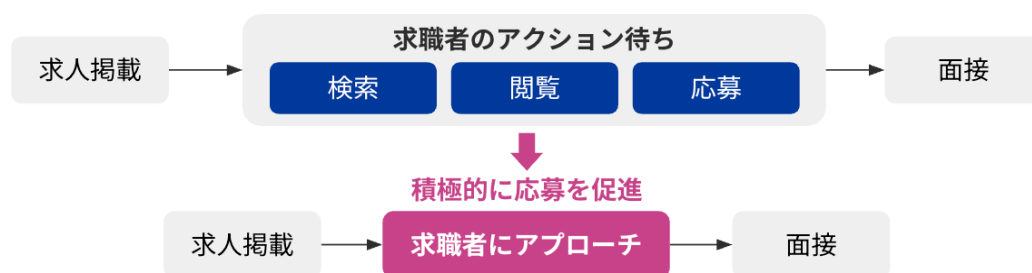 求職者のアクション待ち
求人掲載
検索
閲覧
応募
面接
積極的に応募を促進
求人掲載
求職者にアプローチ
面接